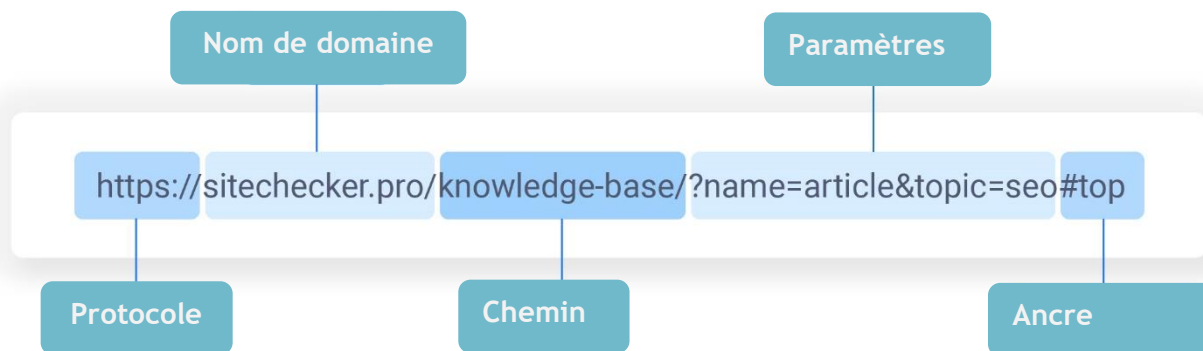 Nom de domaine
Paramètres
https://sitechecker.pro/knowledge-base/?name=article&topic=seo#top
Protocole
Chemin
Ancre